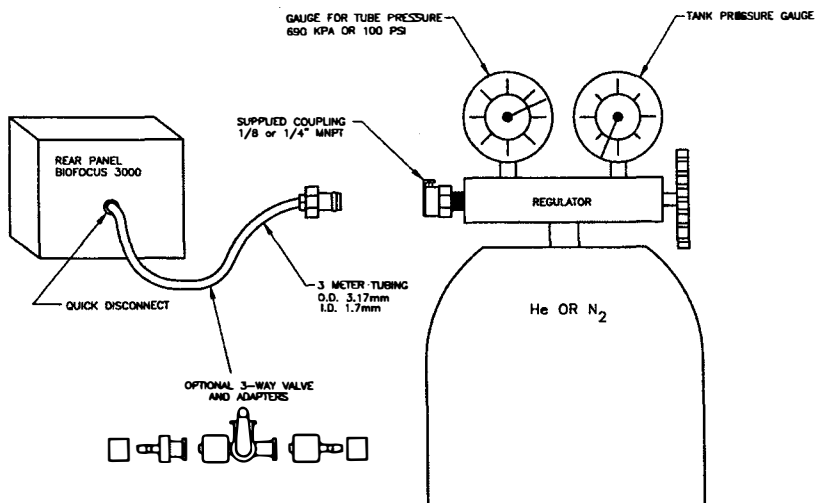 GAUGE FOR TUBE PRESSURE
690 KPA OR 100 PSI
TANK PRESSURE GAUGE
SUPPLIED COUPLING
1/8 or 1/4" MNPT
REAR PANEL
BIOFOCUS 3000
REGULATOR
QUICK DISCONNECT
3 METER TUBING
O.D. 3.17mm
I.D. 1.7mm
He OR N2
OPTIONAL 3-WAY VALVE
AND ADAPTERS